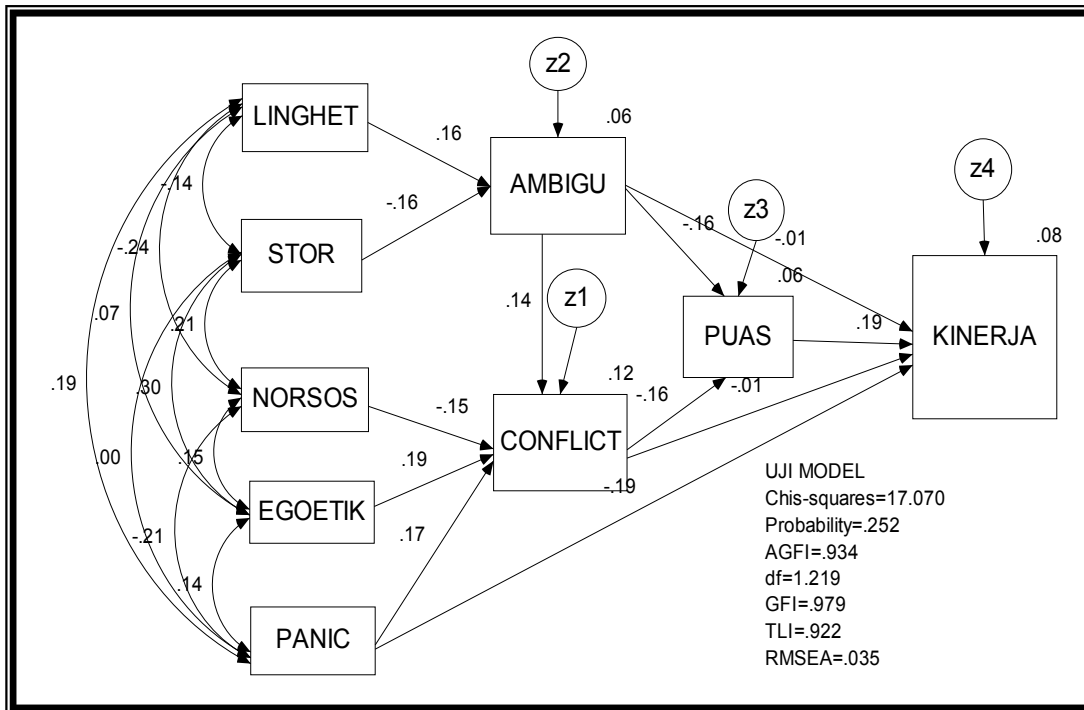 z2
LINGHET
.06
.16
AMBIGU
z4
-.14
z3
-.16
-.16
-.01
.08
STOR
-.24
.06
.14
z1
.07
.21
.19
PUAS
KINERJA
.12
.19
.30
-.16
-.01
NORSOS
-.15
CONFLICT
.00
.15
.19
-.19
EGOETIK
.17
-.21
.14
PANIC
UJI MODEL
Chis-squares=17.070
Probability=.252
AGFI=.934
df=1.219
GFI=.979
TLI=.922
RMSEA=.035